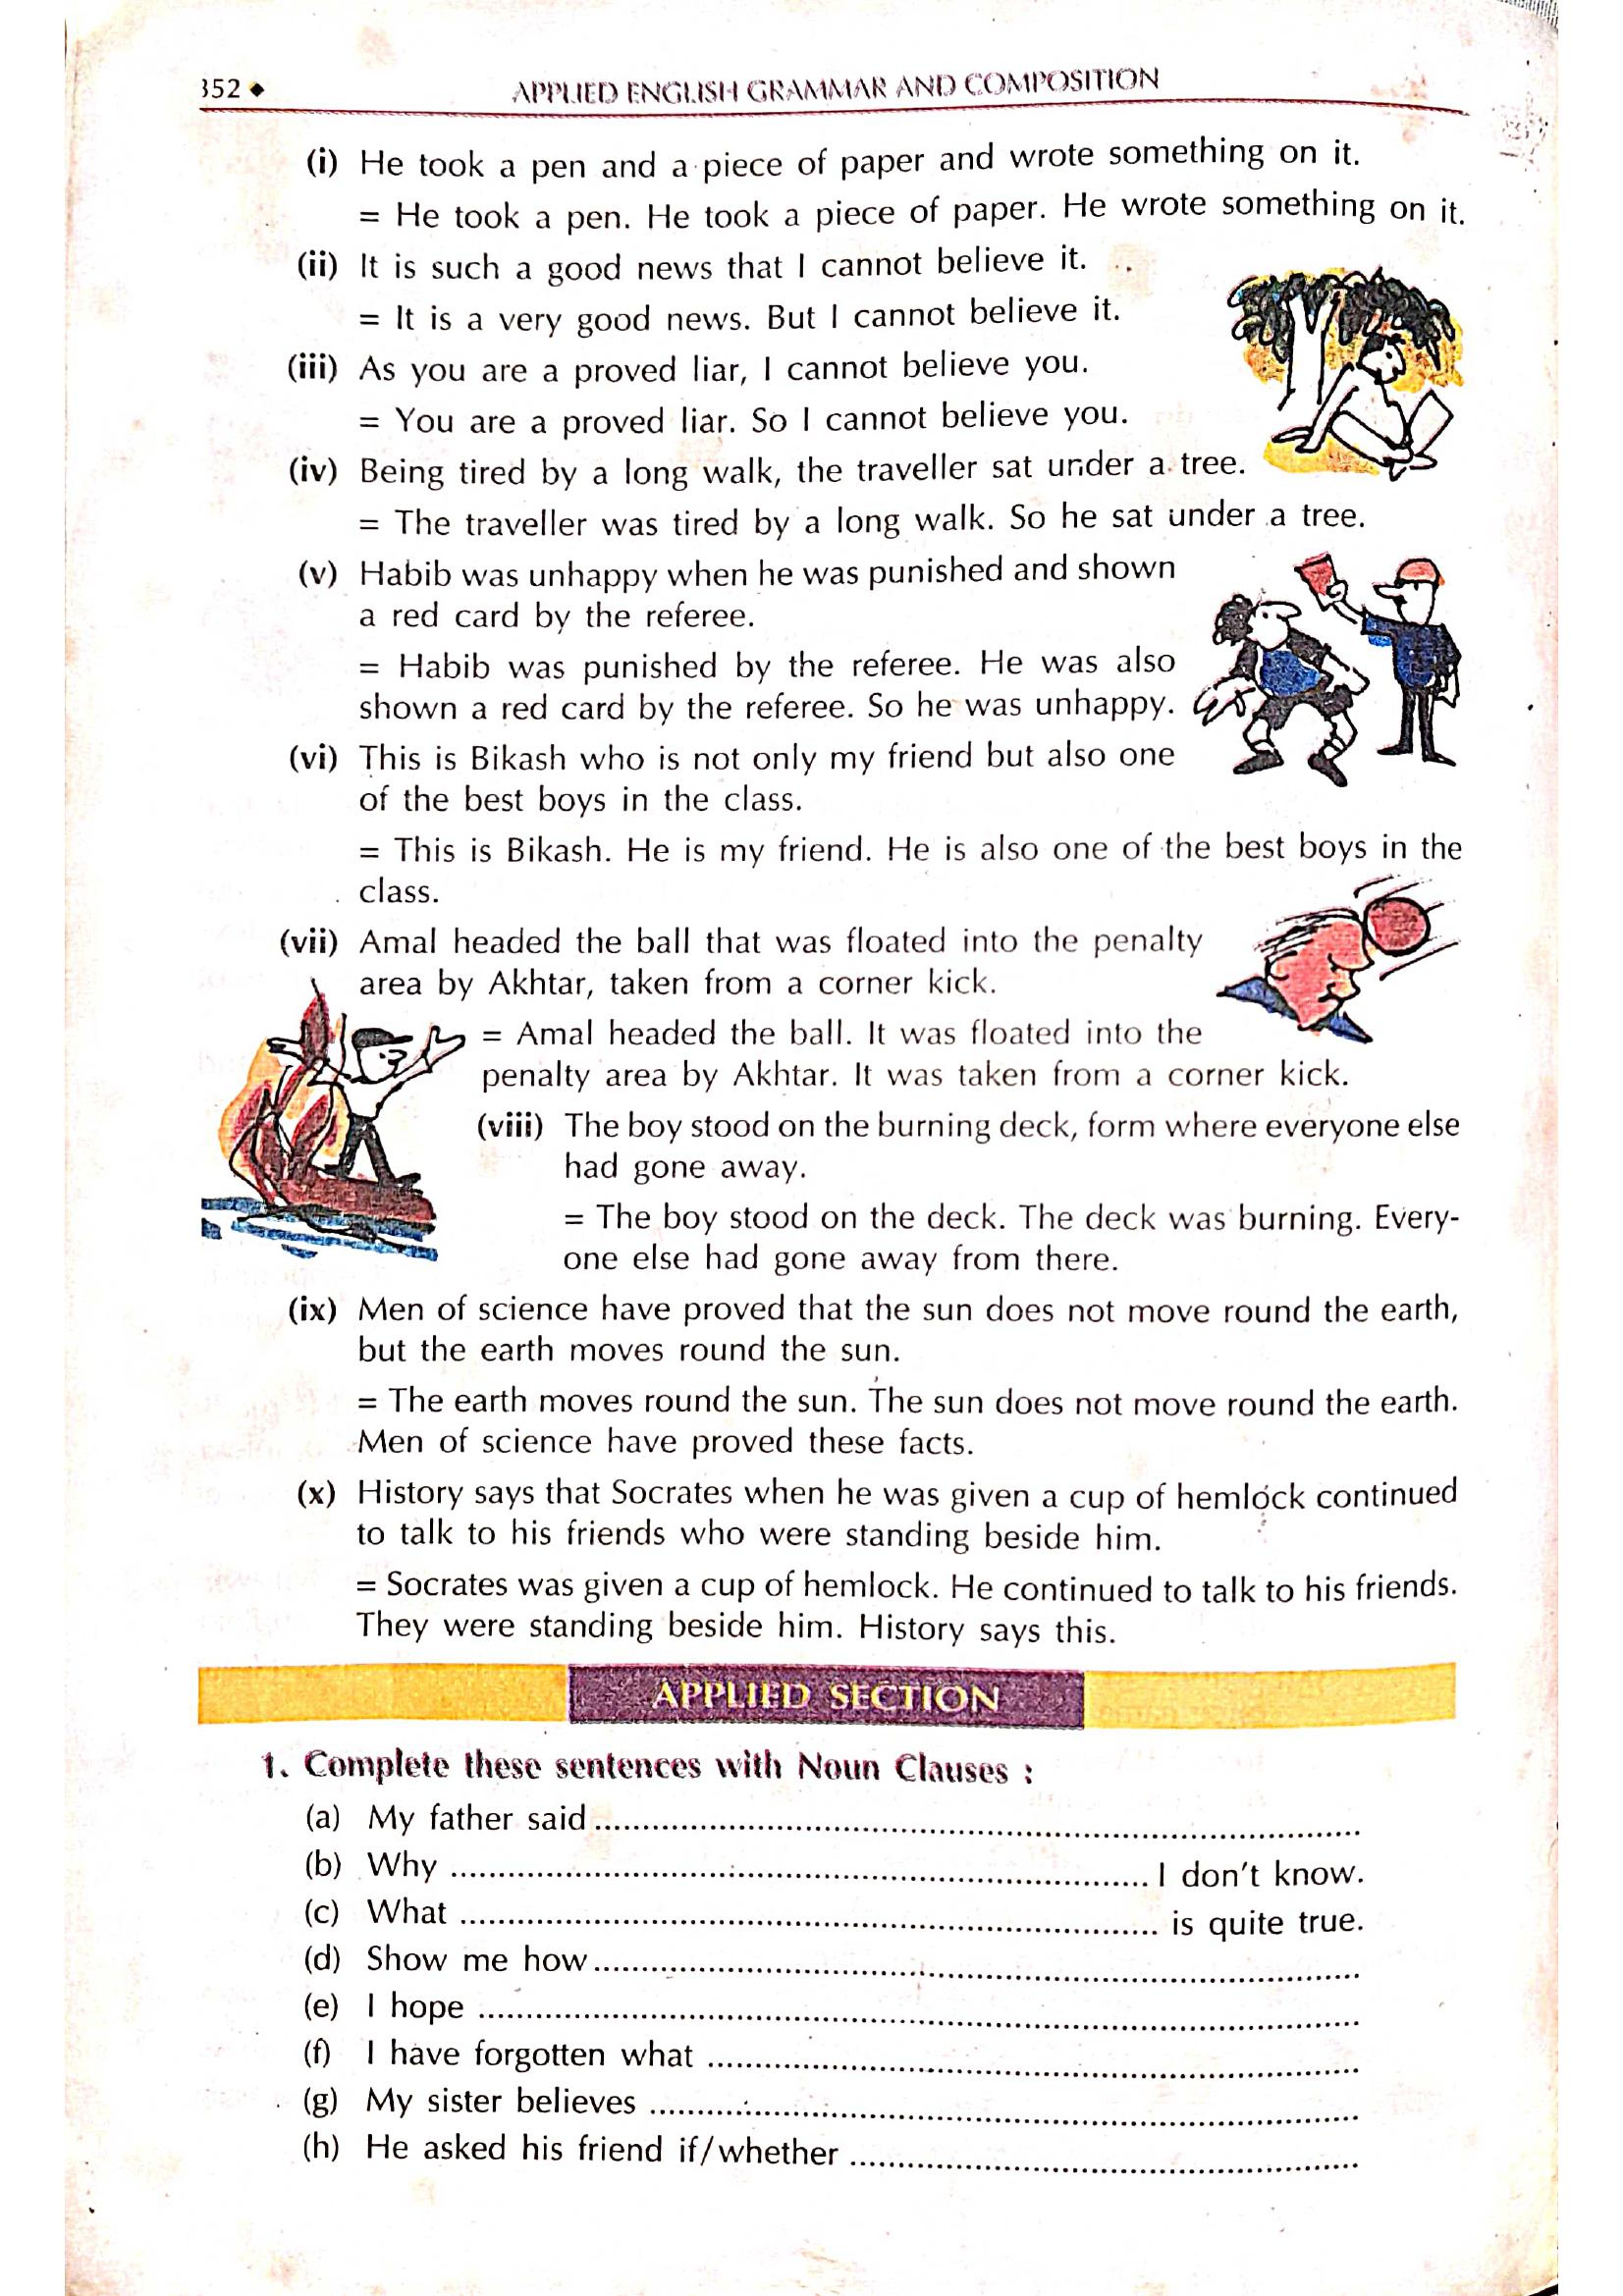 352 ◆ APPLIED ENGLISH GRAMMAR AND COMPOSITION
(i) He took a pen and a piece of paper and wrote something on it.
= He took a pen. He took a piece of paper. He wrote something on it.
(ii) It is such a good news that I cannot believe it.
= It is a very good news. But I cannot believe it.
(iii) As you are a proved liar, I cannot believe you.
= You are a proved liar. So I cannot believe you.
(iv) Being tired by a long walk, the traveller sat under a tree.
= The traveller was tired by a long walk. So he sat under a tree.
(v) Habib was unhappy when he was punished and shown
a red card by the referee.
= Habib was punished by the referee. He was also
shown a red card by the referee. So he was unhappy.
(vi) This is Bikash who is not only my friend but also one
of the best boys in the class.
= This is Bikash. He is my friend. He is also one of the best boys in the
class.
(vii) Amal headed the ball that was floated into the penalty
area by Akhtar, taken from a corner kick.
= Amal headed the ball. It was floated into the
penalty area by Akhtar. It was taken from a corner kick.
(viii) The boy stood on the burning deck, form where everyone else
had gone away.
= The boy stood on the deck. The deck was burning. Every-
one else had gone away from there.
(ix) Men of science have proved that the sun does not move round the earth,
but the earth moves round the sun.
= The earth moves round the sun. The sun does not move round the earth.
Men of science have proved these facts.
(x) History says that Socrates when he was given a cup of hemlock continued
to talk to his friends who were standing beside him.
= Socrates was given a cup of hemlock. He continued to talk to his friends.
They were standing beside him. History says this.
APPLIED SECTION
1. Complete these sentences with Noun Clauses :
(a) My father said ....................
(b) Why .................... I don't know.
(c) What .................... is quite true.
(d) Show me how ....................
(e) I hope ....................
(f) I have forgotten what ....................
(g) My sister believes ....................
(h) He asked his friend if/whether ....................